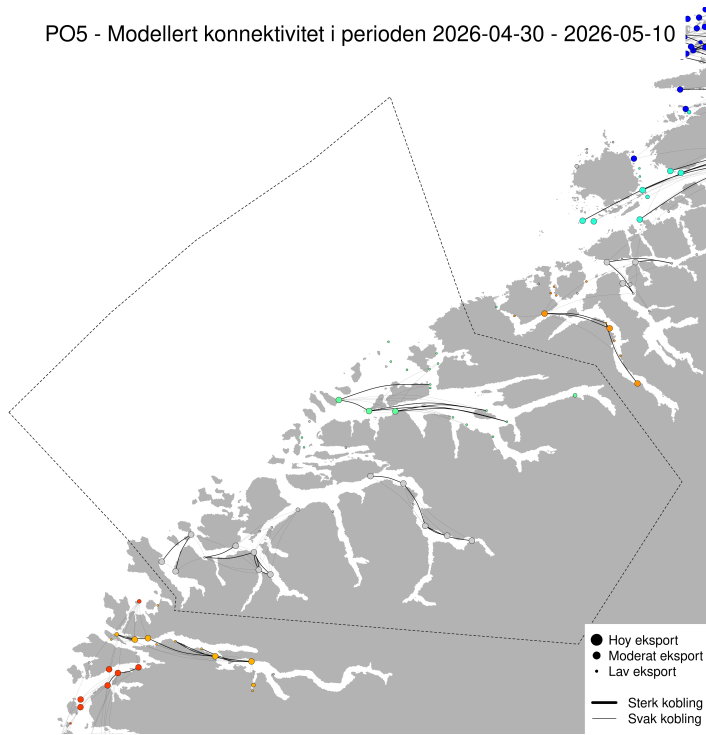 PO5 - Modellert konnektivitet i perioden 2026-04-30 - 2026-05-10
Hoy eksport
Moderat eksport
Lav eksport
Sterk kobling
Svak kobling